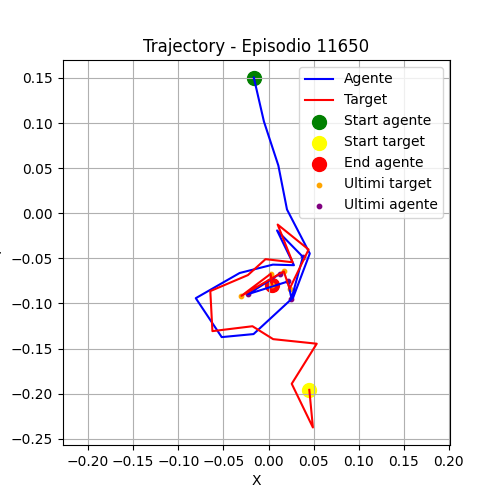 Trajectory - Episodio 11650
Agente
Target
Start agente
Start target
End agente
Ultimi target
Ultimi agente
0.15
0.10
0.05
0.00
−0.05
−0.10
−0.15
−0.20
−0.25
−0.20
−0.15
−0.10
−0.05
0.00
0.05
0.10
0.15
0.20
X